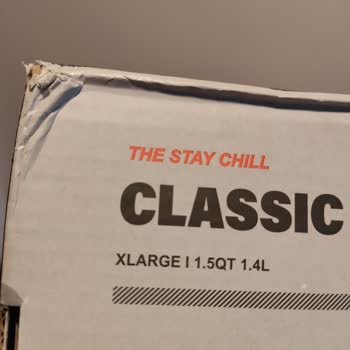 THE STAY CHILL
CLASSIC
XLARGE I 1.5QT 1.4L